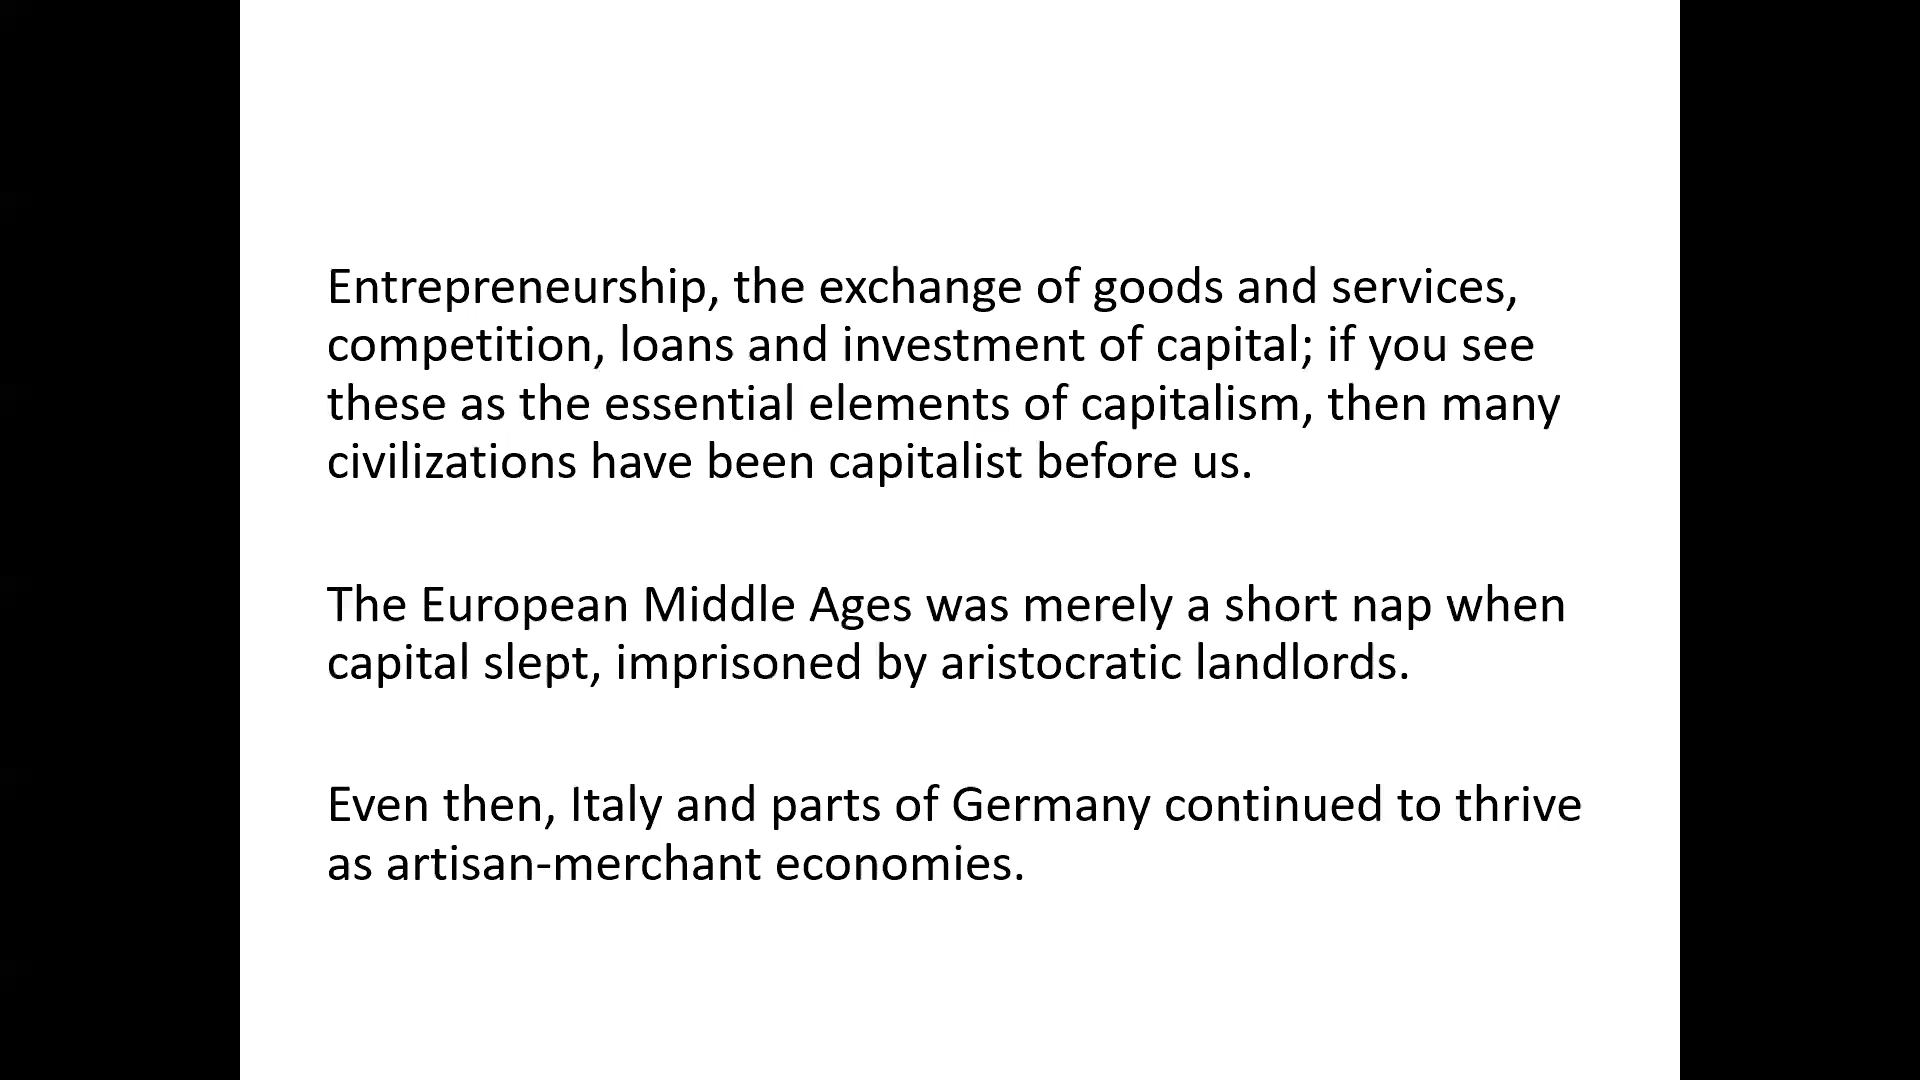 Entrepreneurship, the exchange of goods and services,
competition, loans and investment of capital; if you see
these as the essential elements of capitalism, then many
civilizations have been capitalist before us.
The European Middle Ages was merely a short nap when
capital slept, imprisoned by aristocratic landlords.
Even then, Italy and parts of Germany continued to thrive
as artisan-merchant economies.